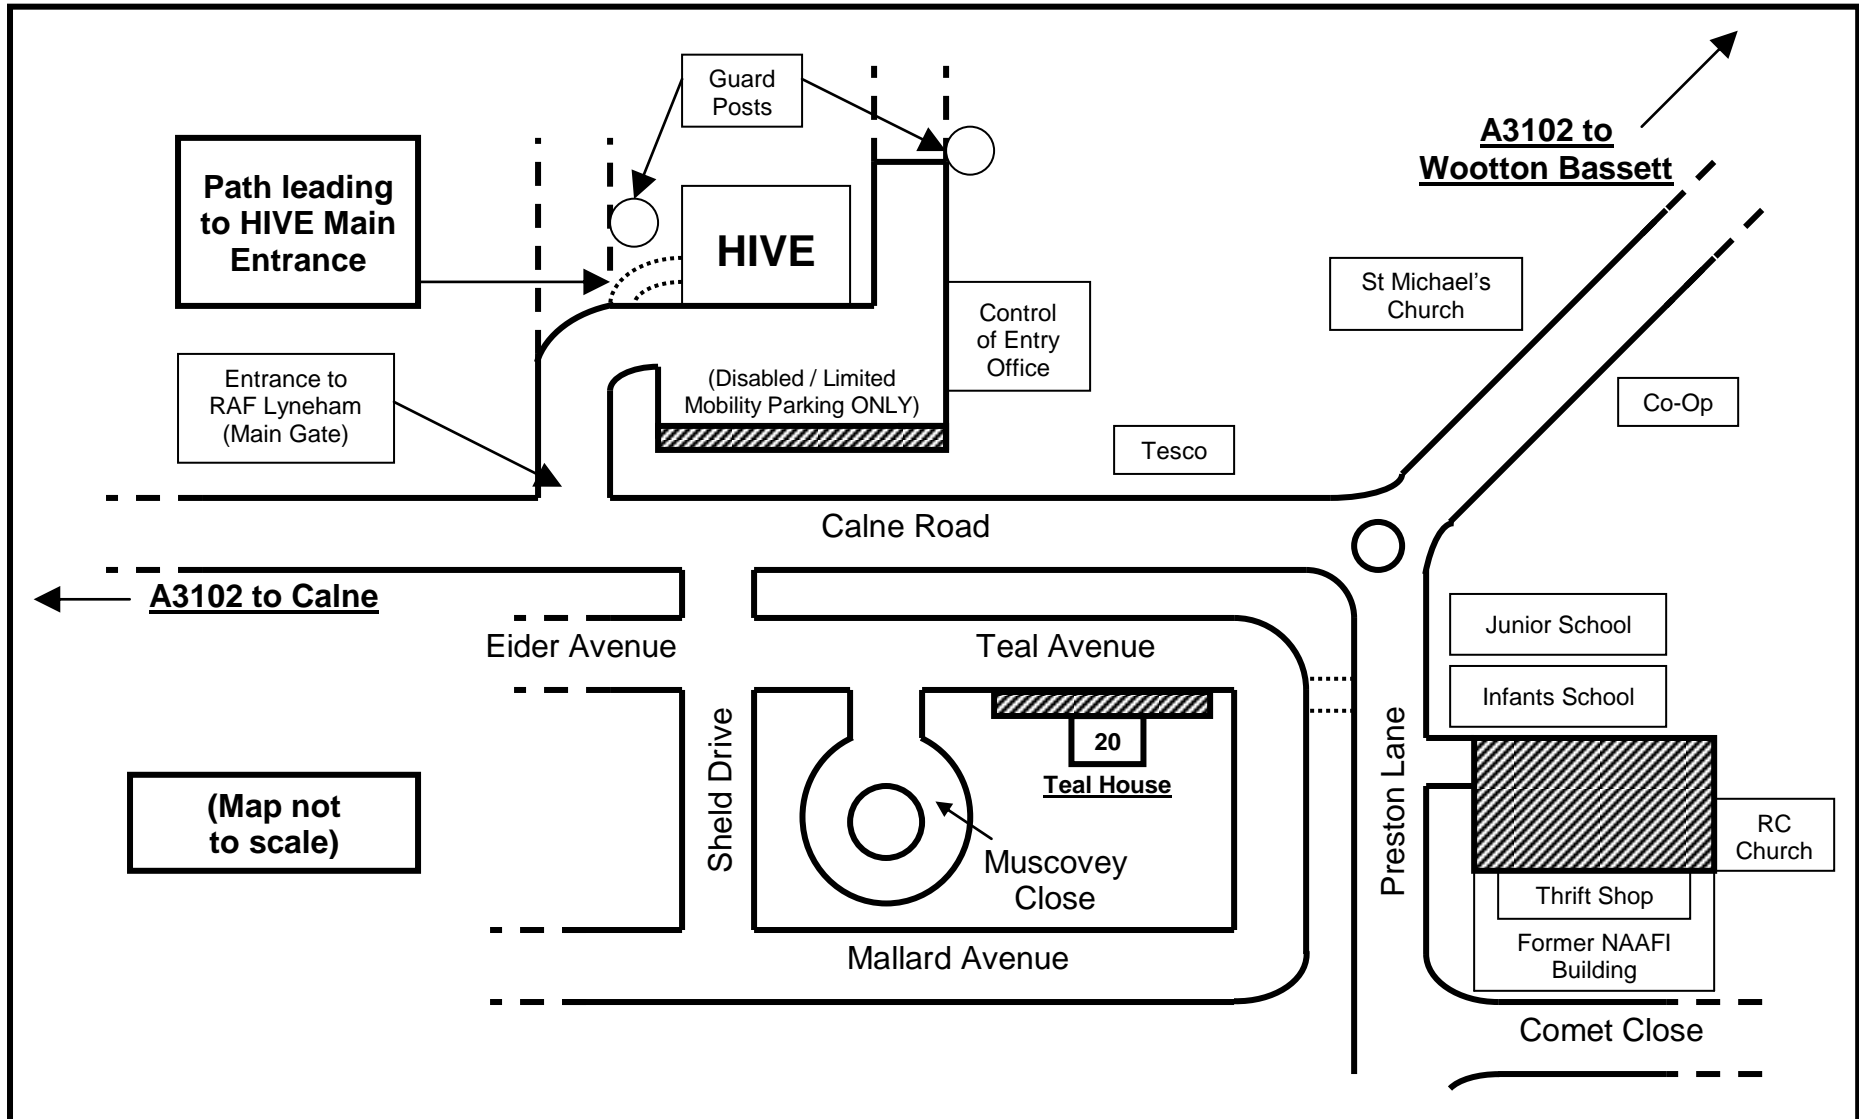 Guard
Posts
A3102 to
Wootton Bassett
Path leading
to HIVE Main
Entrance
HIVE
St Michael's
Church
Control
of Entry
Office
Entrance to
RAF Lyneham
(Main Gate)
(Disabled / Limited
Mobility Parking ONLY)
Co-Op
Tesco
Calne Road
A3102 to Calne
Eider Avenue
Teal Avenue
Junior School
Infants School
Sheld Drive
20
Teal House
Preston Lane
(Map not
to scale)
Muscovey
Close
RC
Church
Thrift Shop
Former NAAFI
Building
Mallard Avenue
Comet Close